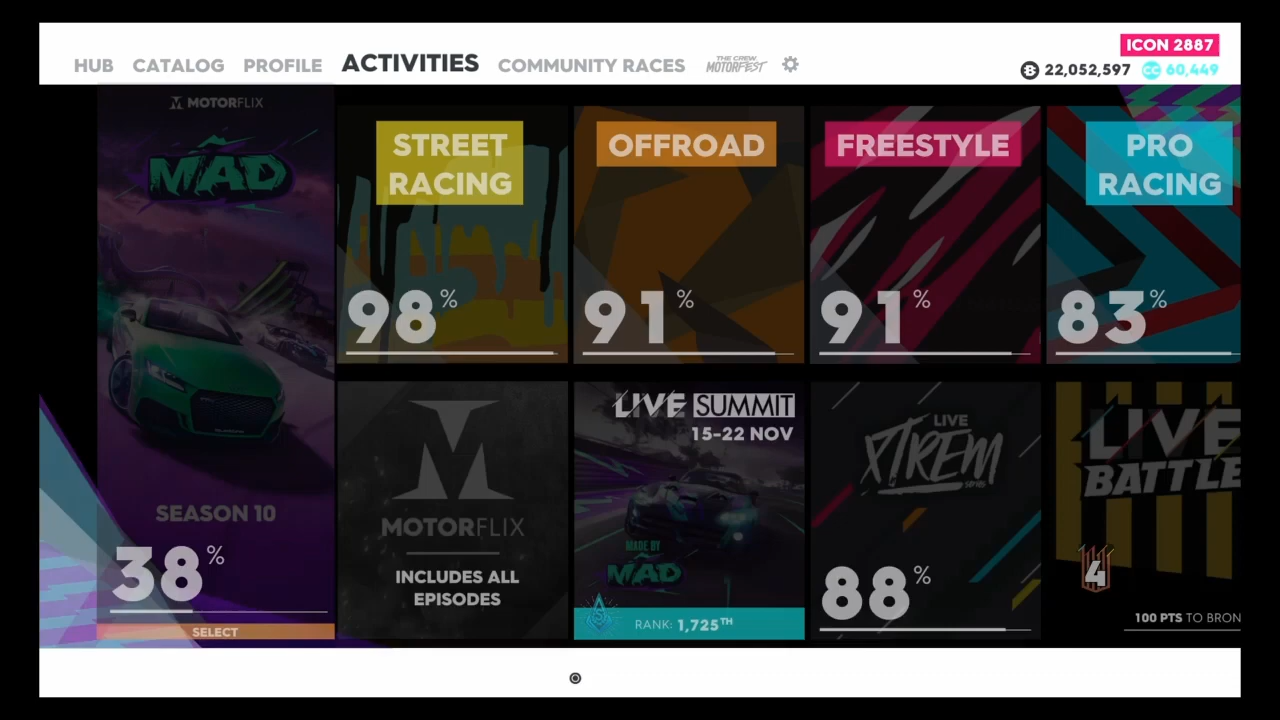 HUB CATALOG PROFILE ACTIVITIES COMMUNITY RACES THE CREW MOTORFEST
ICON 2887
22,052,597 CC 60,449
MOTORFLIX
MAD
SEASON 10
38%
SELECT
STREET
RACING
98%
OFFROAD
91%
FREESTYLE
91%
PRO
RACING
83%
MOTORFLIX
INCLUDES ALL
EPISODES
LIVE SUMMIT
15-22 NOV
MADE BY
MAD
S
RANK: 1,725TH
LIVE
XTREM
SERIES
88%
LIVE
BATTLE
4
100 PTS TO BRON